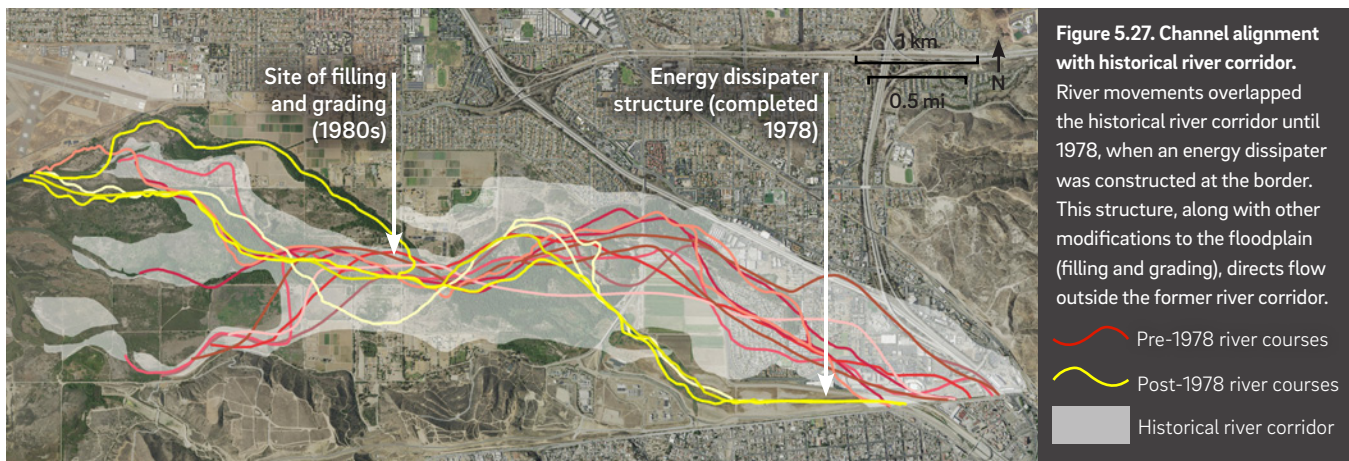 Site of filling
and grading
(1980s)
Energy dissipater
structure (completed
1978)
1 km
0.5 mi
N
Figure 5.27. Channel alignment
with historical river corridor.
River movements overlapped
the historical river corridor until
1978, when an energy dissipater
was constructed at the border.
This structure, along with other
modifications to the floodplain
(filling and grading), directs flow
outside the former river corridor.
Pre-1978 river courses
Post-1978 river courses
Historical river corridor